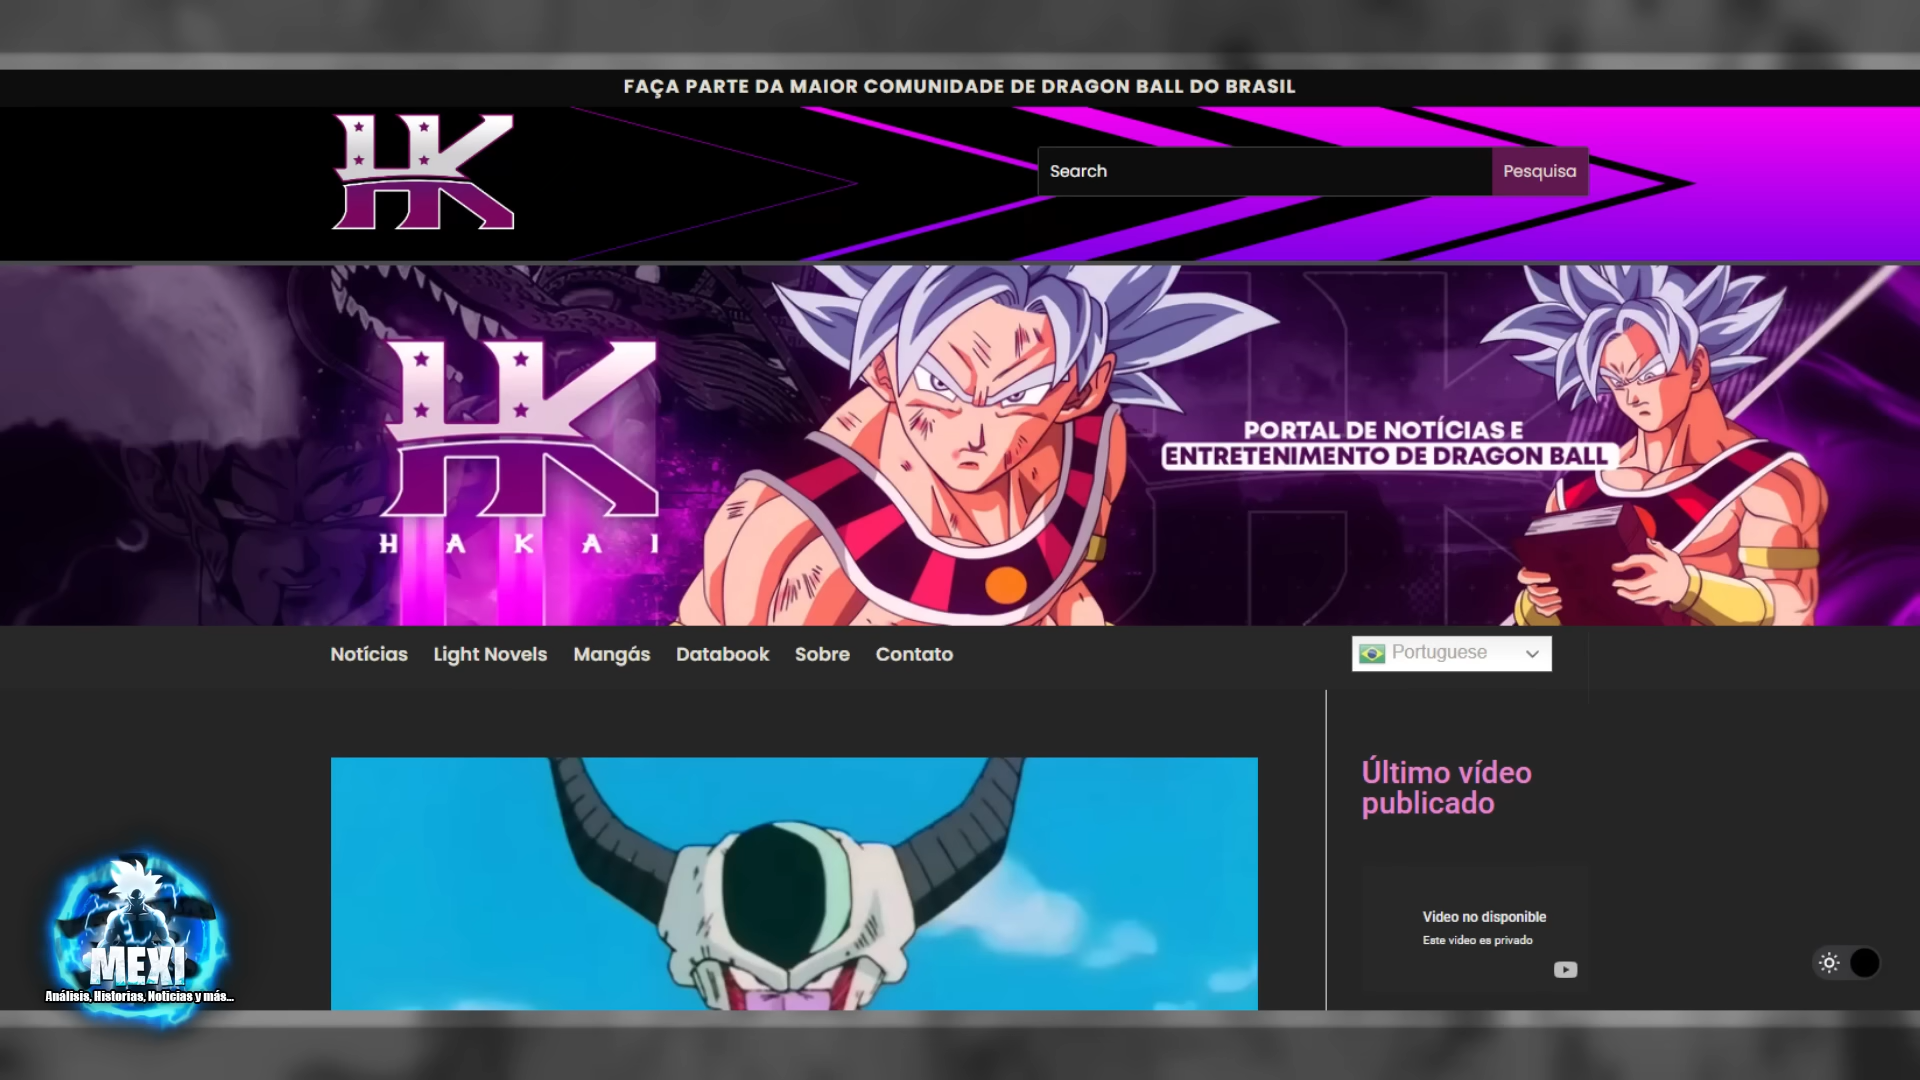 FAÇA PARTE DA MAIOR COMUNIDADE DE DRAGON BALL DO BRASIL
HK
Search
Pesquisa
HK
HAKAI
PORTAL DE NOTÍCIAS E
ENTRETENIMENTO DE DRAGON BALL
Notícias Light Novels Mangás Databook Sobre Contato
Portuguese
Último vídeo
publicado
Video no disponible
Este video es privado
MEXI
Análisis, Historias, Noticias y más...